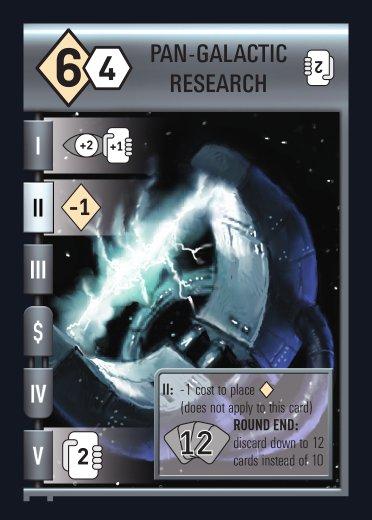 6 4 PAN-GALACTIC
RESEARCH 2
I +2 +1
II -1
III
$
IV
V 2
II: -1 cost to place
(does not apply to this card)
12 ROUND END:
discard down to 12
cards instead of 10